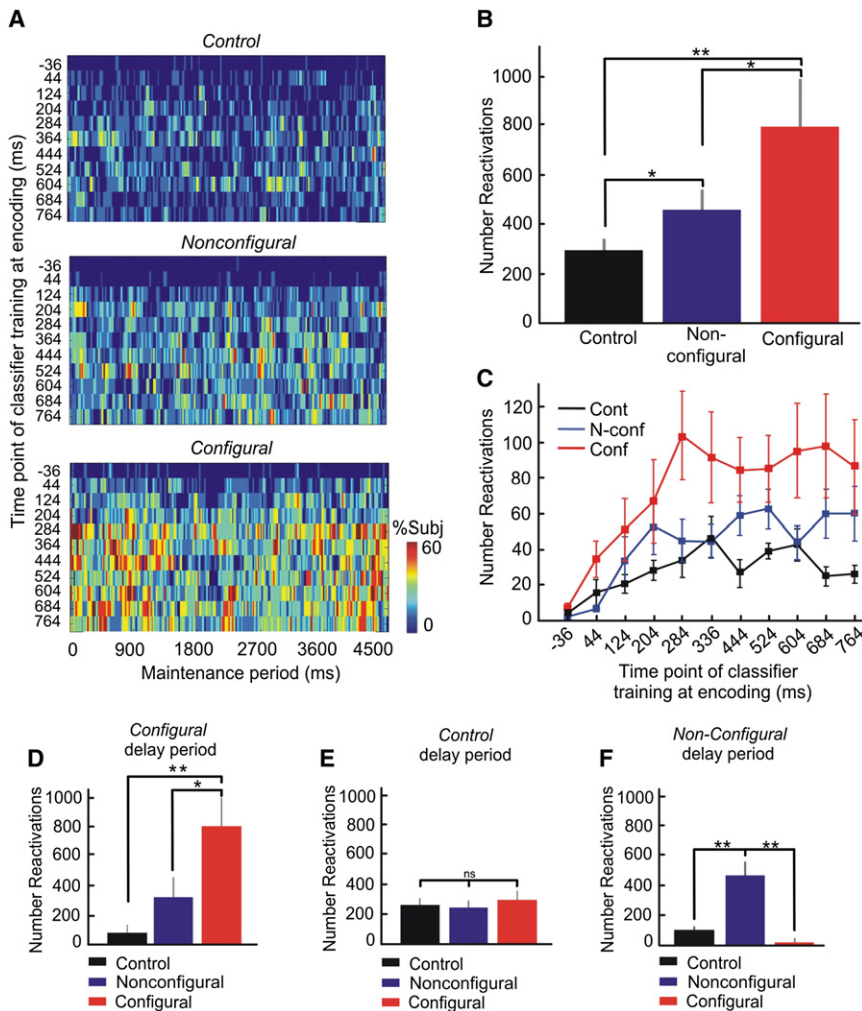 A
Control
-36
44
124
204
284
364
444
524
604
684
764
Nonconfigural
-36
44
124
204
284
364
444
524
604
684
764
Configural
-36
44
124
204
284
364
444
524
604
684
764
Time point of classifier training at encoding (ms)
0 900 1800 2700 3600 4500
Maintenance period (ms)
%Subj
60
0
B
Number Reactivations
1000
800
600
400
200
0
**
*
*
Control
Non-
configural
Configural
C
Number Reactivations
120
100
80
60
40
20
0
Cont
N-conf
Conf
-36 44 124 204 284 336 444 524 604 684 764
Time point of classifier
training at encoding (ms)
D
Configural
delay period
Number Reactivations
1000
800
600
400
200
0
**
*
Control
Nonconfigural
Configural
E
Control
delay period
Number Reactivations
1000
800
600
400
200
0
ns
Control
Nonconfigural
Configural
F
Non-Configural
delay period
Number Reactivations
1000
800
600
400
200
0
** **
Control
Nonconfigural
Configural